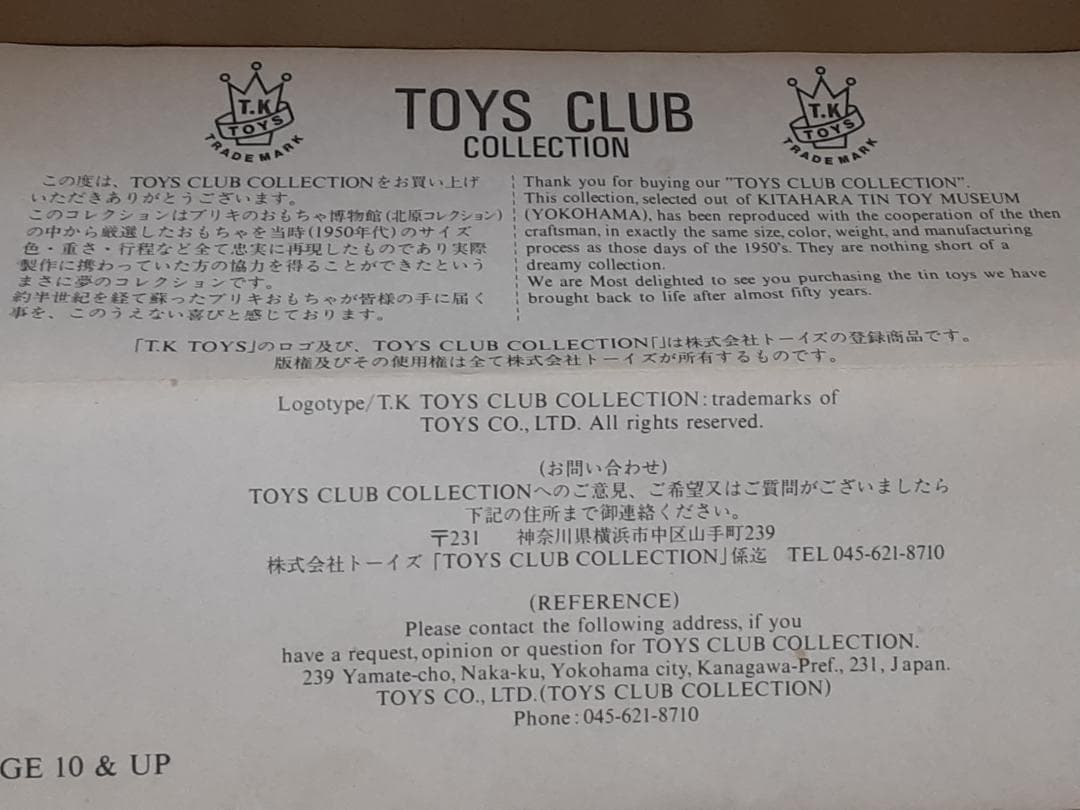 T.K
TOYS
TRADE MARK
TOYS CLUB
COLLECTION
T.K
TOYS
TRADE MARK
この度は、TOYS CLUB COLLECTIONをお買い上げ
いただきありがとうございます。
このコレクションはブリキのおもちゃ博物館(北原コレクション)
の中から厳選したおもちゃを当時(1950年代)のサイズ
色・重さ・行程など全て忠実に再現したものであり実際
製作に携わっていた方の協力を得ることができたという
まさに夢のコレクションです。
約半世紀を経て蘇ったブリキおもちゃが皆様の手に届く
事を、このうえない喜びと感じております。
Thank you for buying our "TOYS CLUB COLLECTION".
This collection, selected out of KITAHARA TIN TOY MUSEUM
(YOKOHAMA), has been reproduced with the cooperation of the then
craftsman, in exactly the same size, color, weight, and manufacturing
process as those days of the 1950's. They are nothing short of a
dreamy collection.
We are Most delighted to see you purchasing the tin toys we have
brought back to life after almost fifty years.
「T.K TOYS」のロゴ及び、TOYS CLUB COLLECTION「」は株式会社トーイズの登録商品です。
版権及びその使用権は全て株式会社トーイズが所有するものです。
Logotype/T.K TOYS CLUB COLLECTION: trademarks of
TOYS CO., LTD. All rights reserved.
(お問い合わせ)
TOYS CLUB COLLECTIONへのご意見、ご希望又はご質問がございましたら
下記の住所まで御連絡ください。
〒231 神奈川県横浜市中区山手町239
株式会社トーイズ「TOYS CLUB COLLECTION」係迄 TEL 045-621-8710
(REFERENCE)
Please contact the following address, if you
have a request, opinion or question for TOYS CLUB COLLECTION.
239 Yamate-cho, Naka-ku, Yokohama city, Kanagawa-Pref., 231, Japan.
TOYS CO., LTD. (TOYS CLUB COLLECTION)
Phone: 045-621-8710
GE 10 & UP